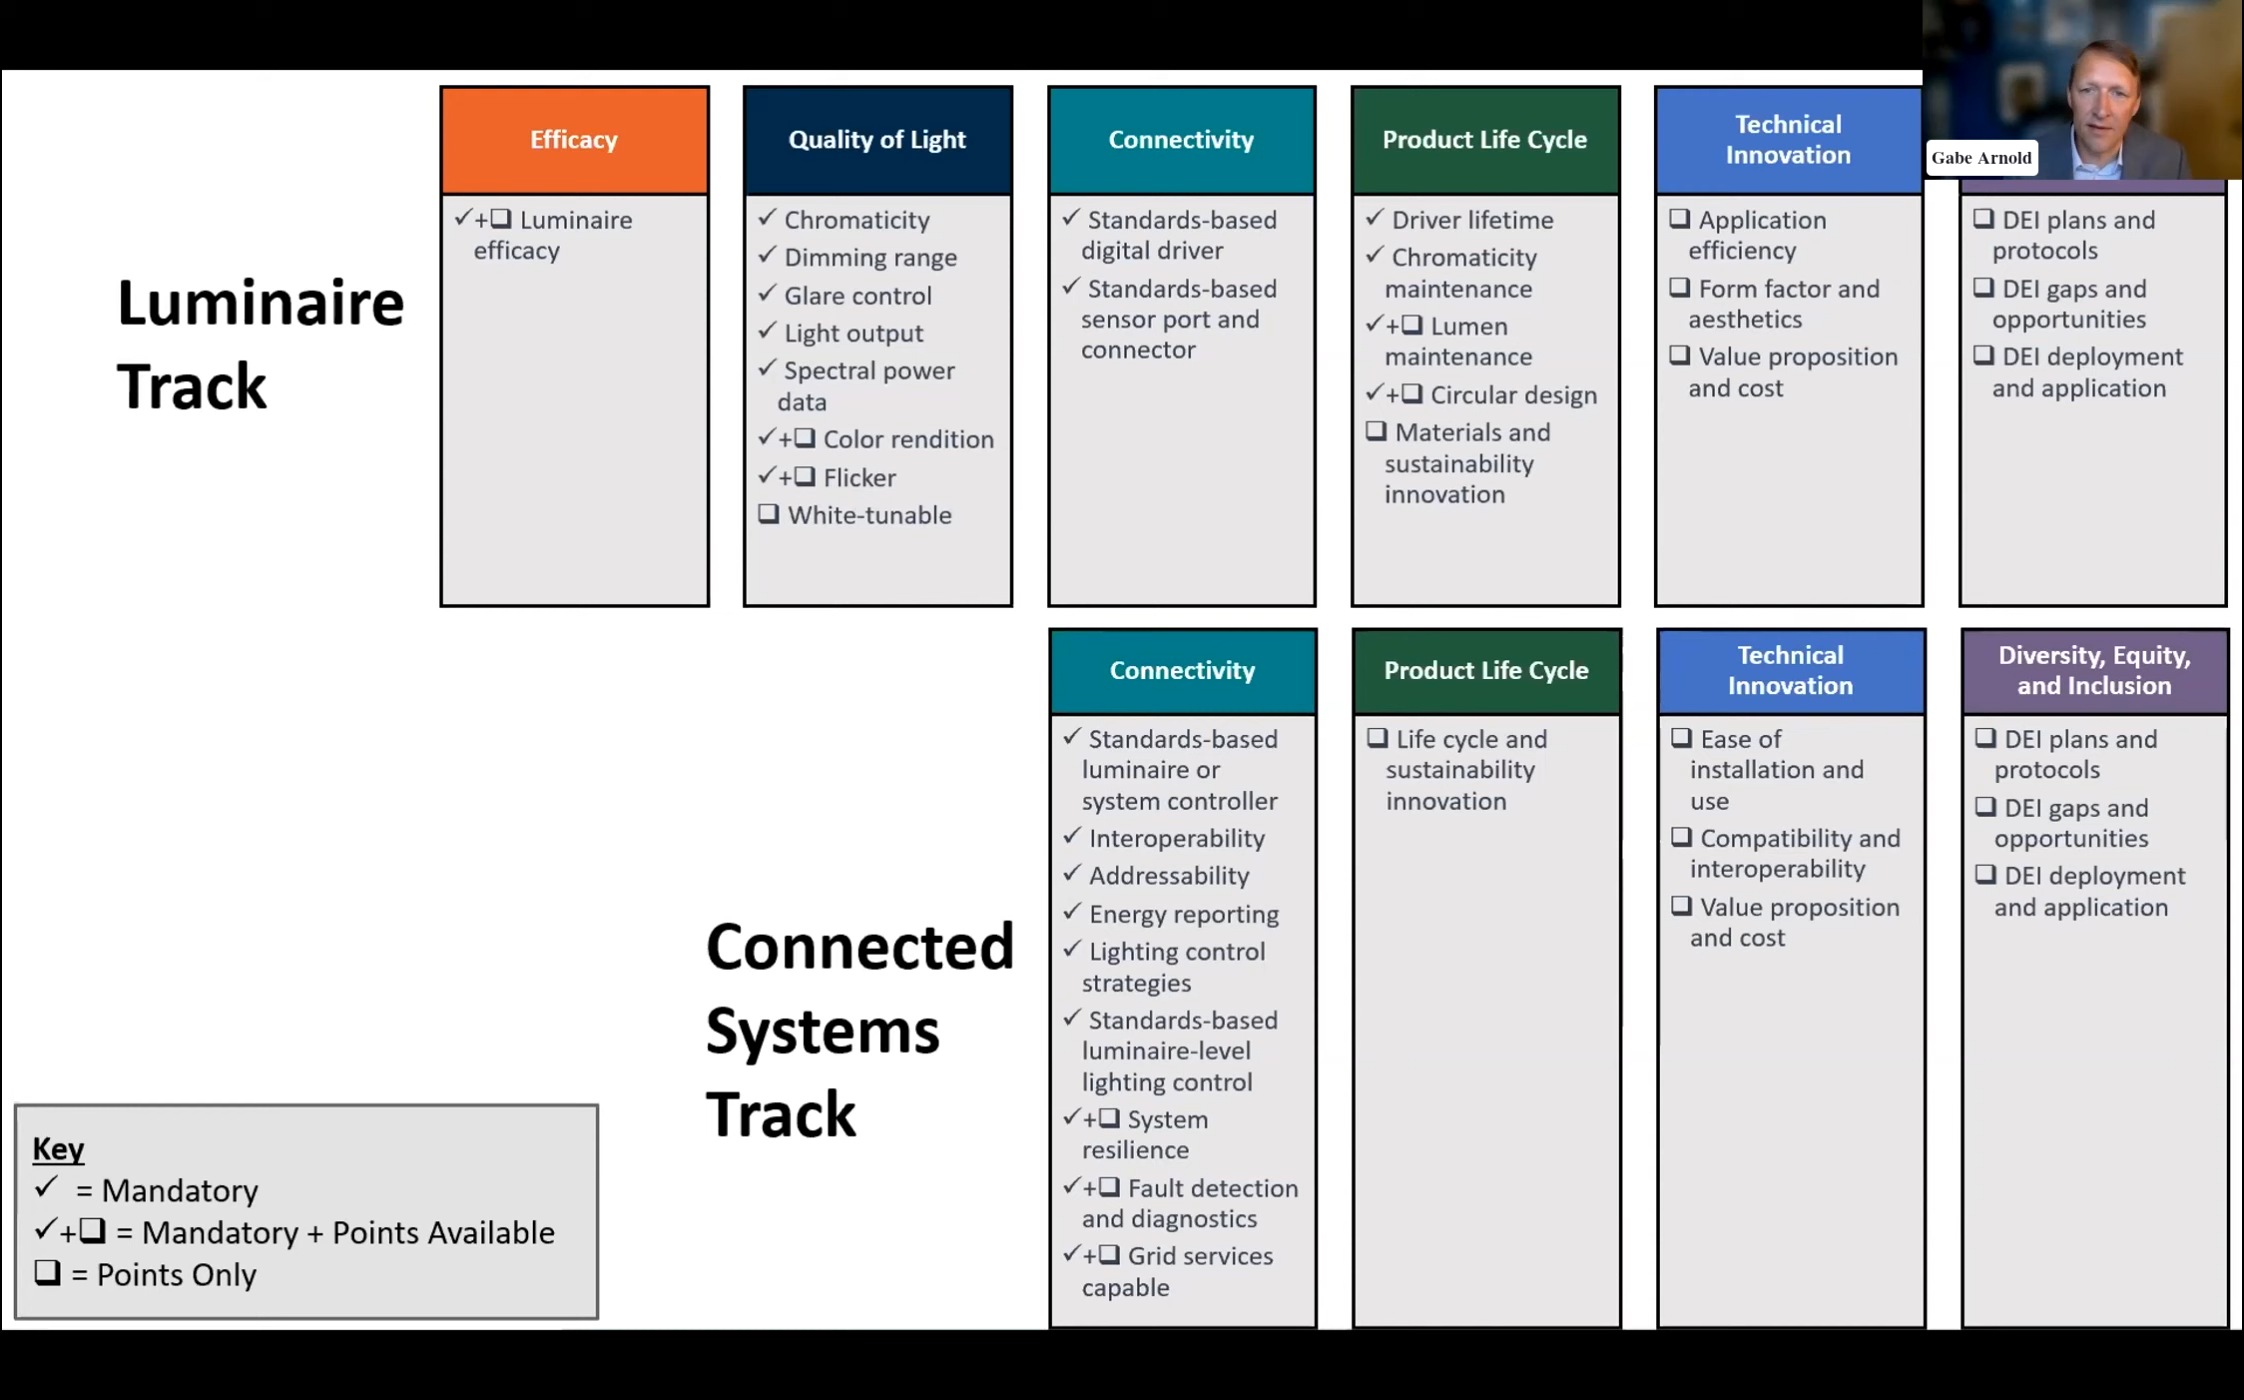 Efficacy
✓+❑ Luminaire
efficacy
Quality of Light
✓ Chromaticity
✓ Dimming range
✓ Glare control
✓ Light output
✓ Spectral power
data
✓+❑ Color rendition
✓+❑ Flicker
❑ White-tunable
Connectivity
✓ Standards-based
digital driver
✓ Standards-based
sensor port and
connector
Product Life Cycle
✓ Driver lifetime
✓ Chromaticity
maintenance
✓+❑ Lumen
maintenance
✓+❑ Circular design
❑ Materials and
sustainability
innovation
Technical
Innovation
❑ Application
efficiency
❑ Form factor and
aesthetics
❑ Value proposition
and cost
Gabe Arnold
❑ DEI plans and
protocols
❑ DEI gaps and
opportunities
❑ DEI deployment
and application
Luminaire
Track
Connected
Systems
Track
Connectivity
✓ Standards-based
luminaire or
system controller
✓ Interoperability
✓ Addressability
✓ Energy reporting
✓ Lighting control
strategies
✓ Standards-based
luminaire-level
lighting control
✓+❑ System
resilience
✓+❑ Fault detection
and diagnostics
✓+❑ Grid services
capable
Product Life Cycle
❑ Life cycle and
sustainability
innovation
Technical
Innovation
❑ Ease of
installation and
use
❑ Compatibility and
interoperability
❑ Value proposition
and cost
Diversity, Equity,
and Inclusion
❑ DEI plans and
protocols
❑ DEI gaps and
opportunities
❑ DEI deployment
and application
Key
✓ = Mandatory
✓+❑ = Mandatory + Points Available
❑ = Points Only